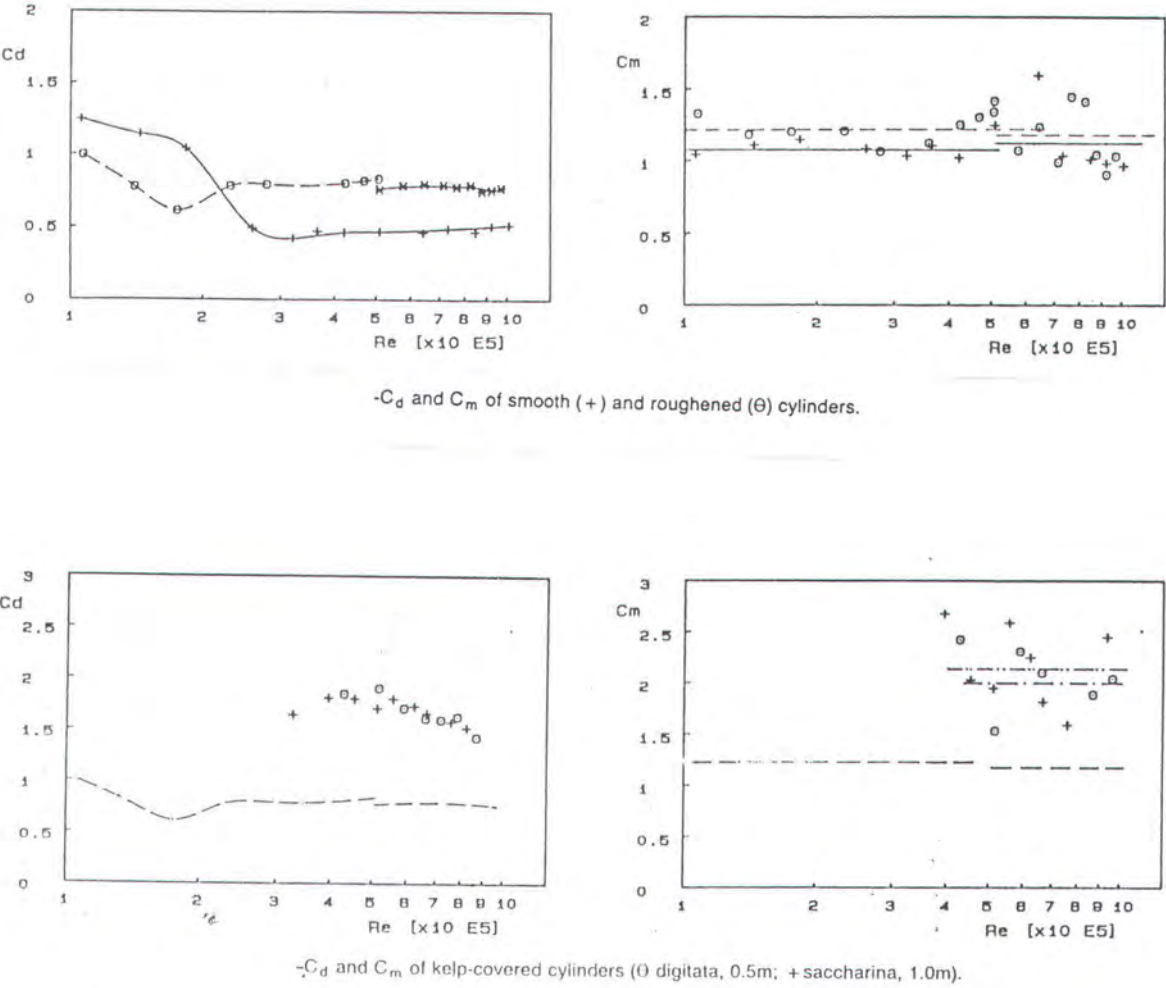 2
Cd
1.5
1
0.5
0
1 2 3 4 5 6 7 8 9 10
Re [x10 E5]
2
Cm
1.5
1
0.5
0
1 2 3 4 5 6 7 8 9 10
Re [x10 E5]
-Cd and Cm of smooth (+) and roughened (Θ) cylinders.
3
Cd
2.5
2
1.5
1
0.5
0
1 2 3 4 5 6 7 8 9 10
Re [x10 E5]
3
Cm
2.5
2
1.5
1
0.5
0
1 2 3 4 5 6 7 8 9 10
Re [x10 E5]
-Cd and Cm of kelp-covered cylinders (Θ digitata, 0.5m; +saccharina, 1.0m).